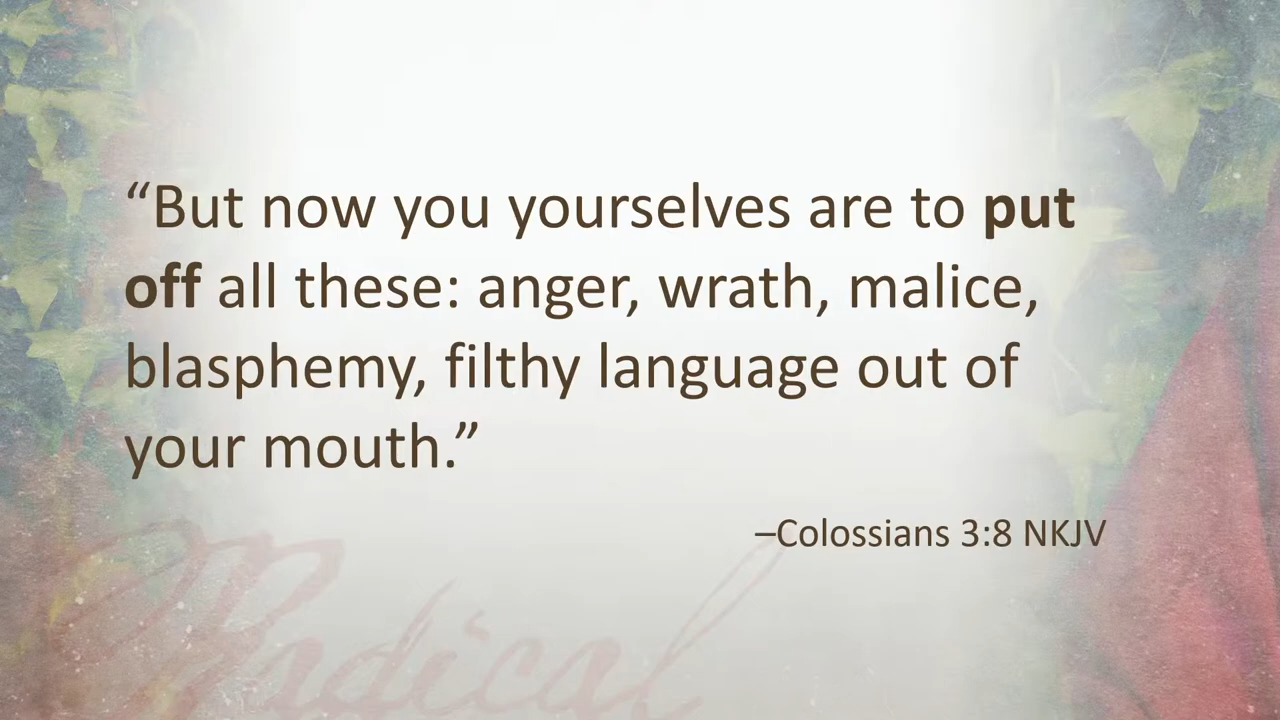 “But now you yourselves are to put
off all these: anger, wrath, malice,
blasphemy, filthy language out of
your mouth.”
–Colossians 3:8 NKJV
Radical